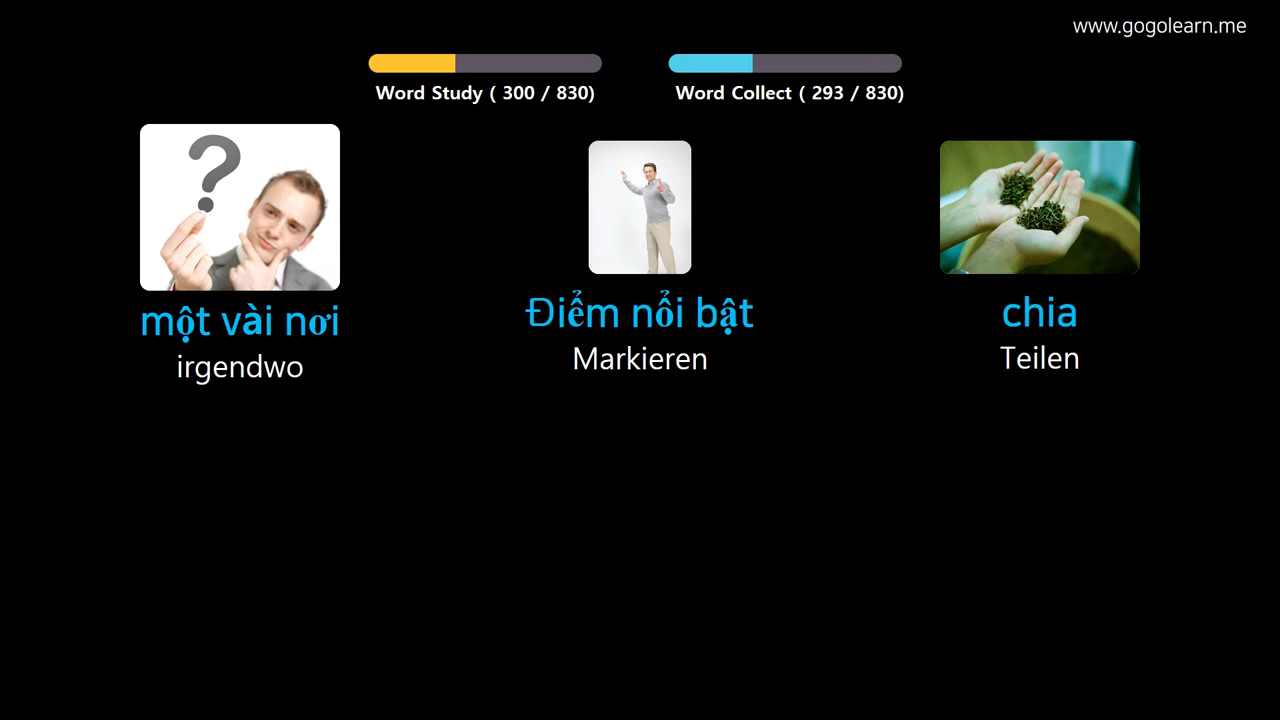 www.gogolearn.me
Word Study ( 300 / 830)
Word Collect ( 293 / 830)
một vài nơi
irgendwo
Điểm nổi bật
Markieren
chia
Teilen